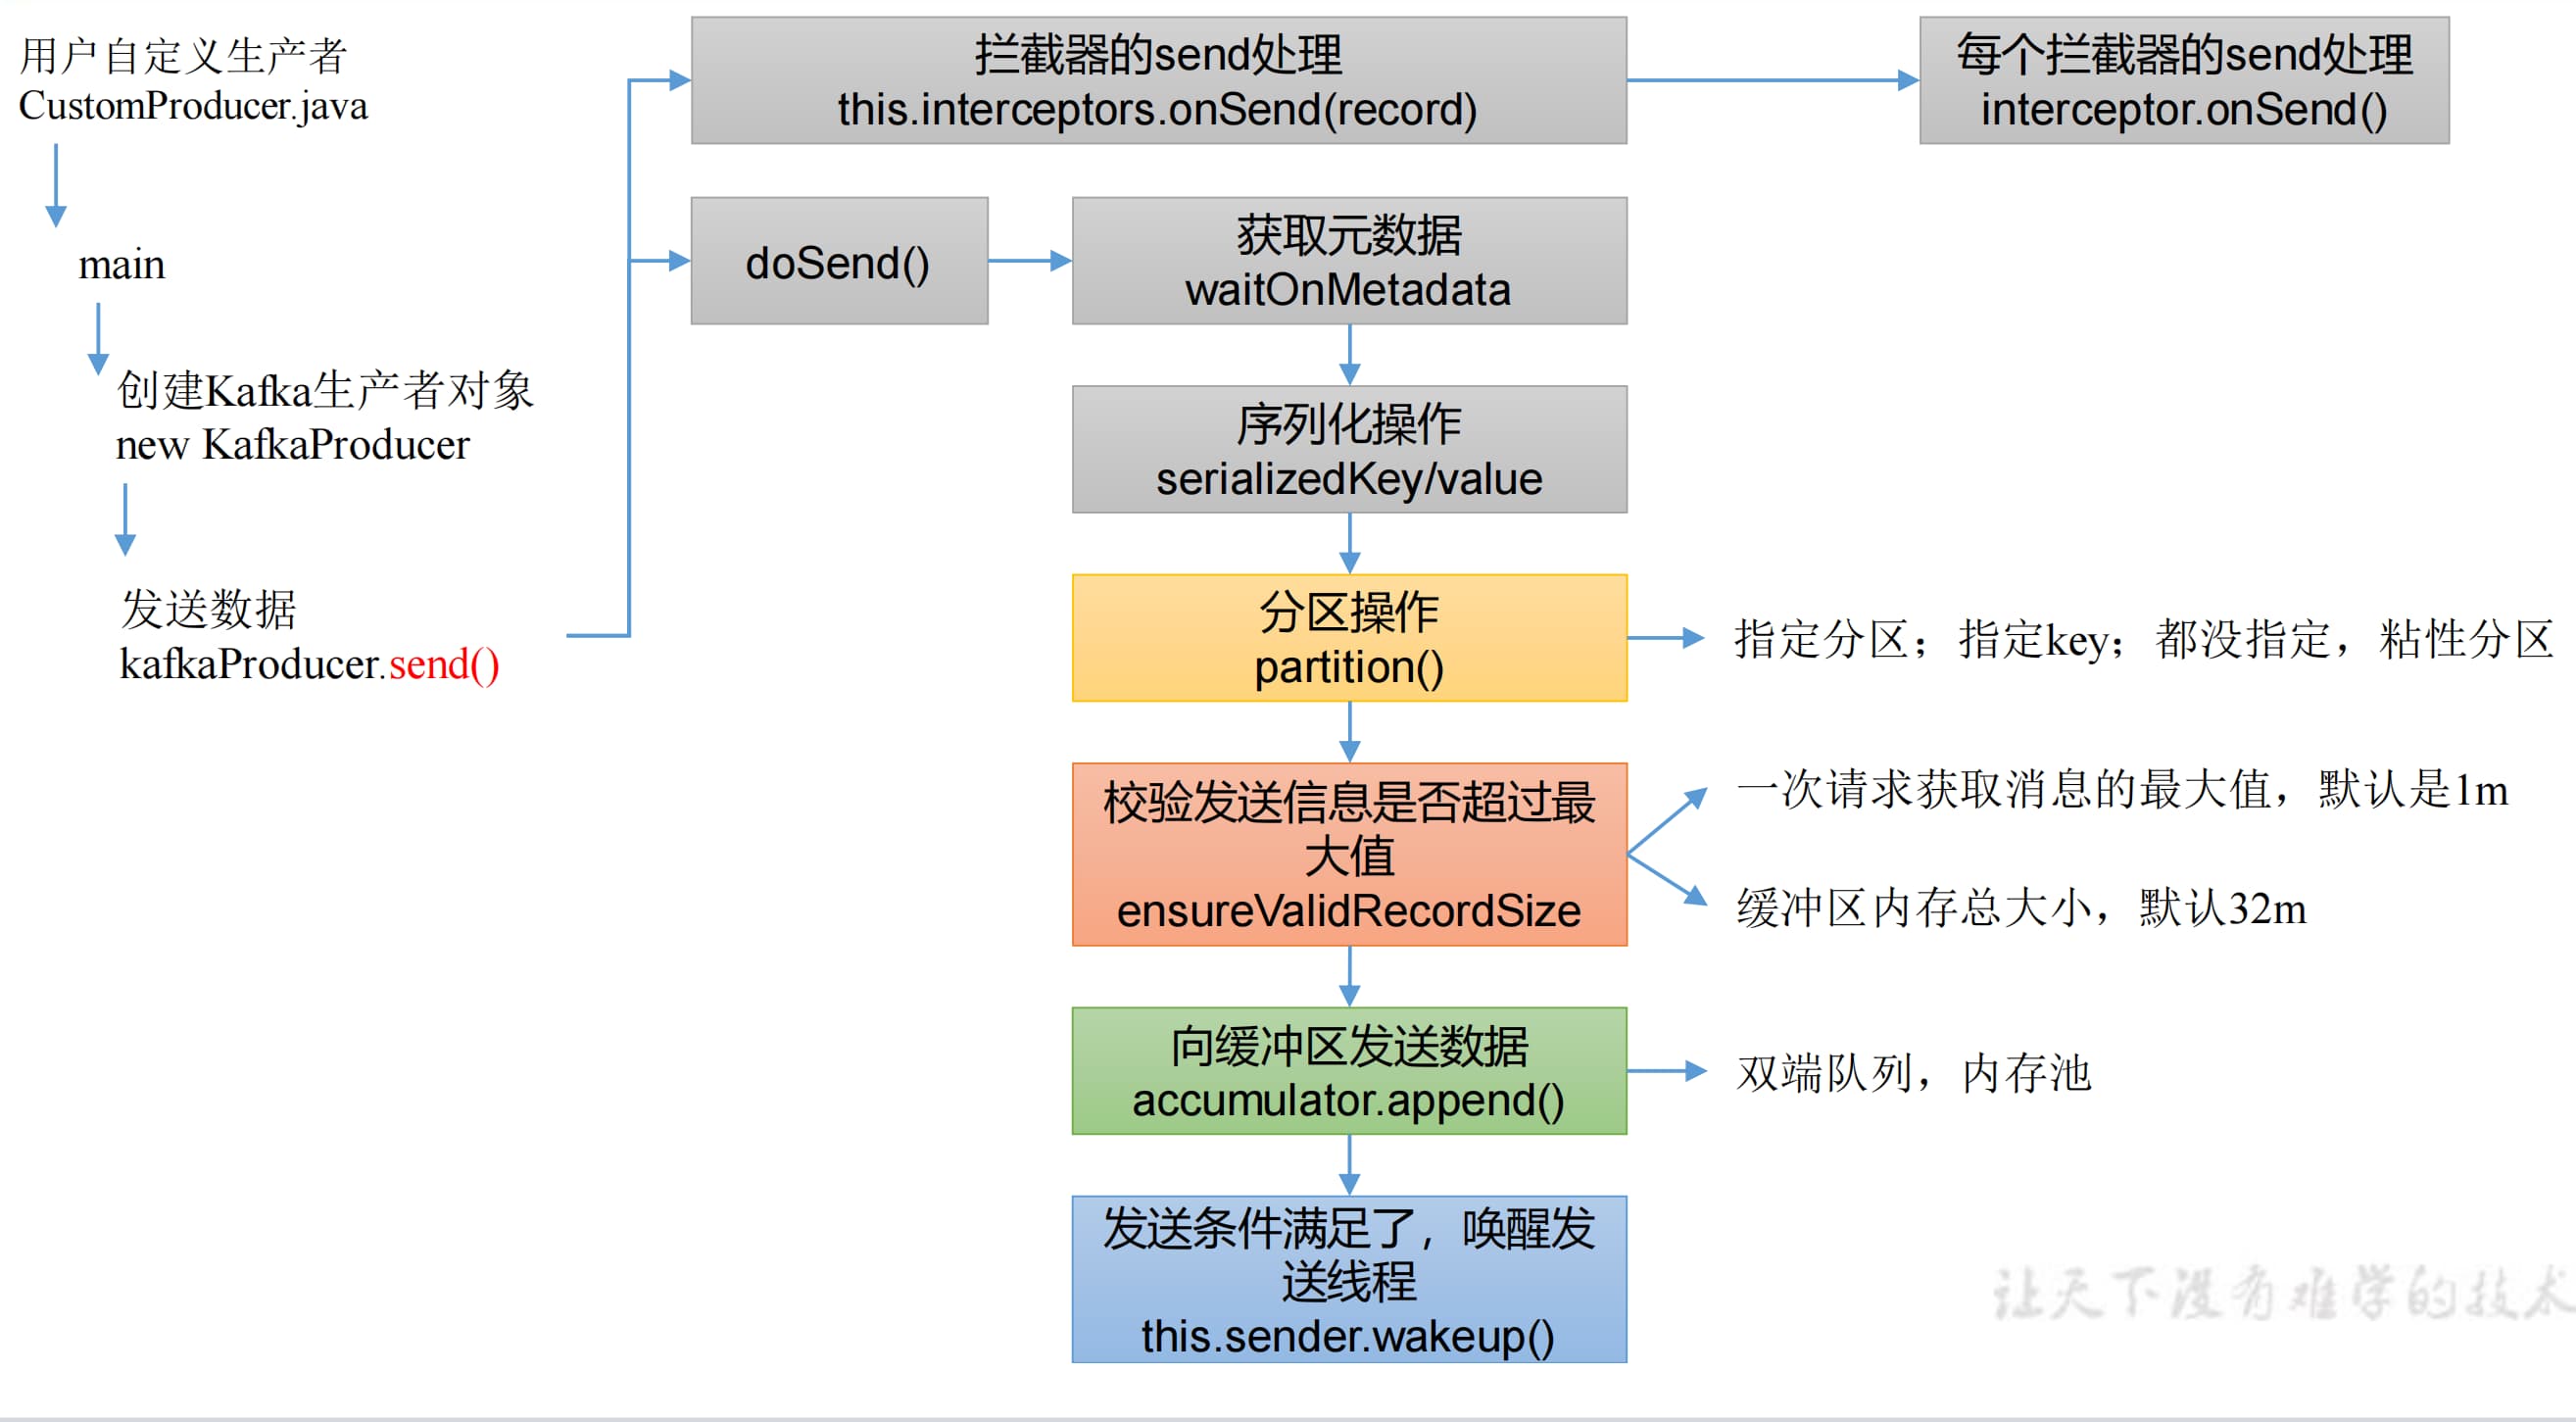 用户自定义生产者
CustomProducer.java
main
创建Kafka生产者对象
new KafkaProducer
发送数据
kafkaProducer.send()
拦截器的send处理
this.interceptors.onSend(record)
每个拦截器的send处理
interceptor.onSend()
doSend()
获取元数据
waitOnMetadata
序列化操作
serializedKey/value
分区操作
partition()
指定分区；指定key；都没指定，粘性分区
校验发送信息是否超过最
大值
ensureValidRecordSize
一次请求获取消息的最大值，默认是1m
缓冲区内存总大小，默认32m
向缓冲区发送数据
accumulator.append()
双端队列，内存池
发送条件满足了，唤醒发
送线程
this.sender.wakeup()
让天下没有难学的技术